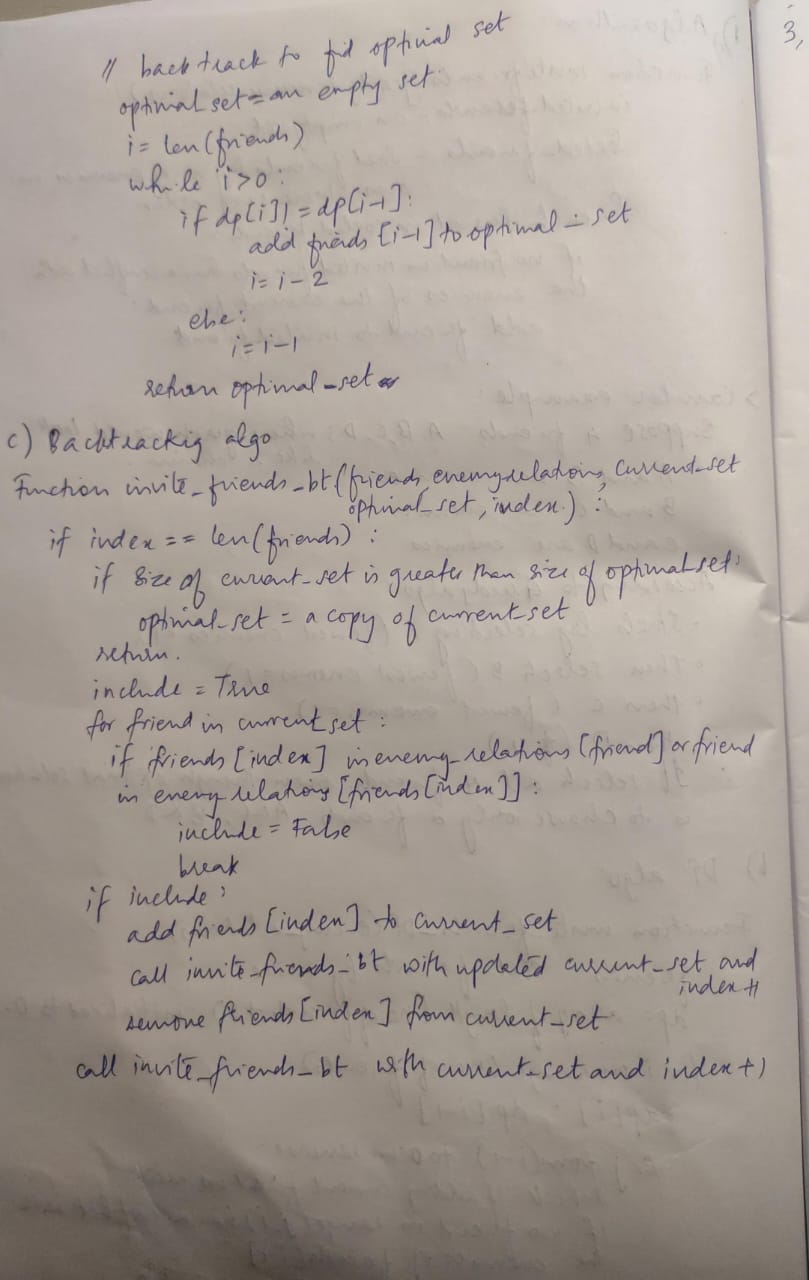 // backtrack to fid optimal set
optimal set = an empty set
i = len(friends)
while i>0:
if dp[i]! = dp[i-1]:
add friends [i-1] to optimal - set
i = i - 2
else:
i = i-1
return optimal_set
c) Backtrackig algo
Function invite_friends_bt(friends, enemyrelations, current_set
optimal_set, index) :
if index == len(friends) :
if size of current_set is greater than size of optimal set:
optimal_set = a copy of current_set
return.
include = True
for friend in current set :
if friends [index] in enemy_relations [friend] or friend
in enemy relations [friends[index]] :
include = False
break
if include :
add friends [index] to current_set
call invite_friends_bt with updated current_set and
index +1
remove friends [index] from current_set
call invite_friends_bt with current_set and index +1
3,